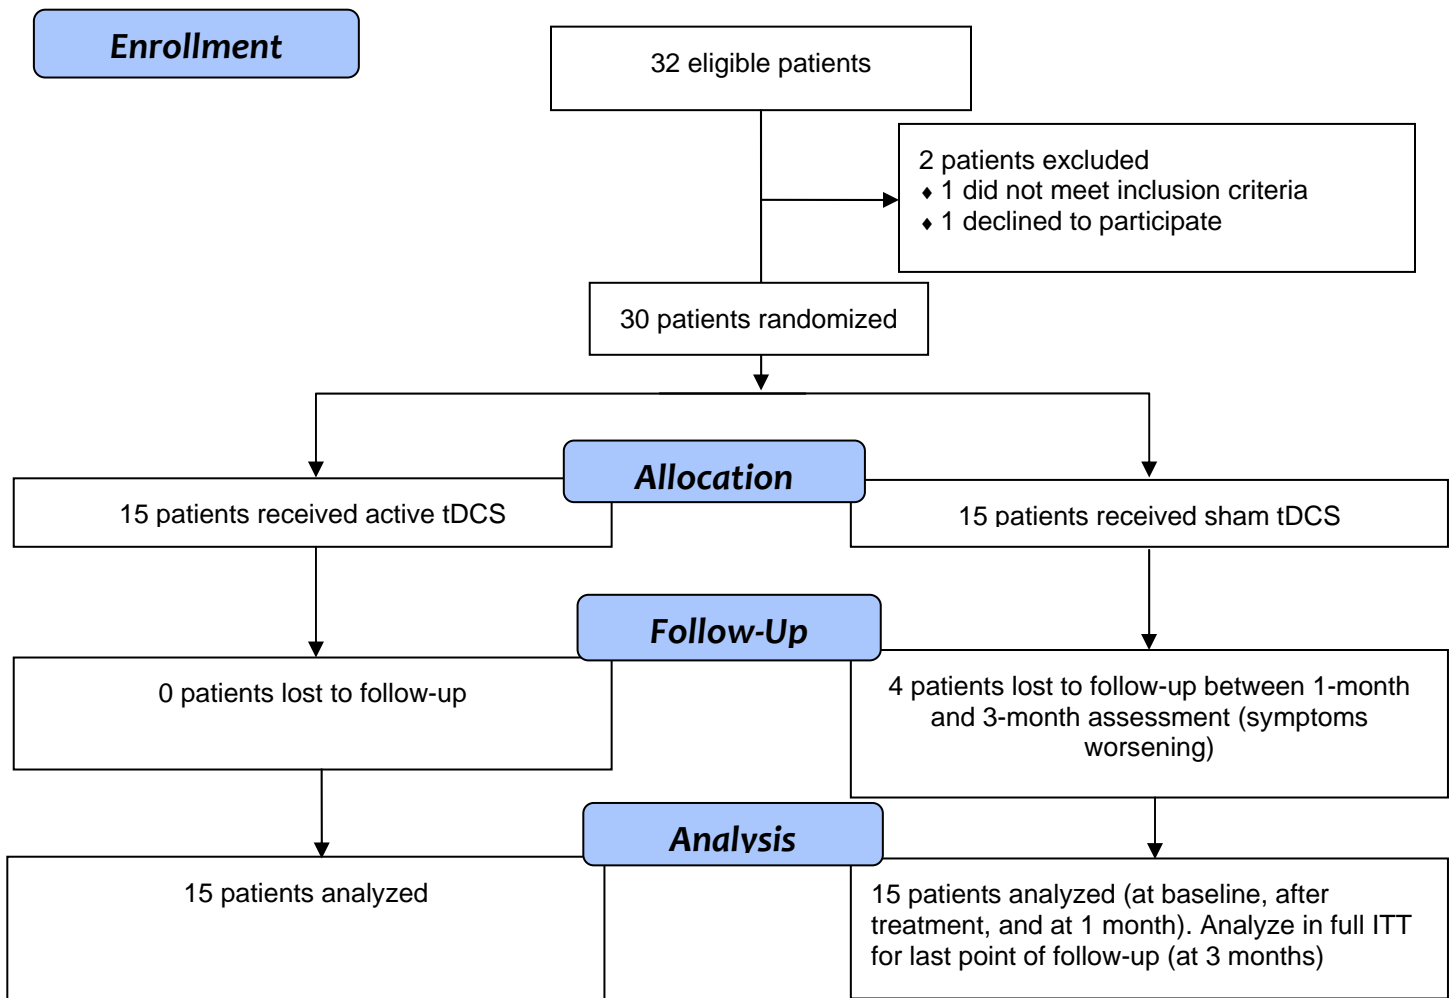 Enrollment
32 eligible patients
2 patients excluded
♦ 1 did not meet inclusion criteria
♦ 1 declined to participate
30 patients randomized
Allocation
15 patients received active tDCS
15 patients received sham tDCS
Follow-Up
0 patients lost to follow-up
4 patients lost to follow-up between 1-month
and 3-month assessment (symptoms
worsening)
Analysis
15 patients analyzed
15 patients analyzed (at baseline, after
treatment, and at 1 month). Analyze in full ITT
for last point of follow-up (at 3 months)